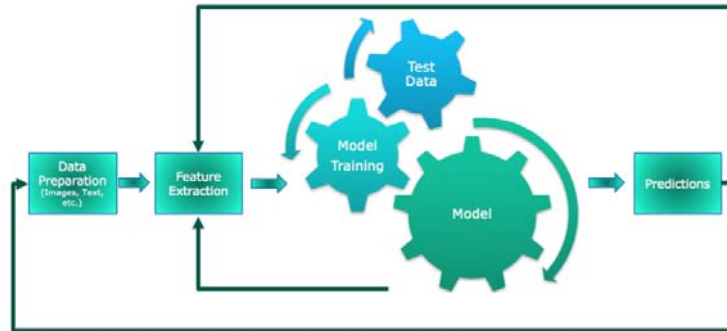 Data
Preparation
(Images, Text,
etc.)
Feature
Extraction
Test
Data
Model
Training
Model
Predictions